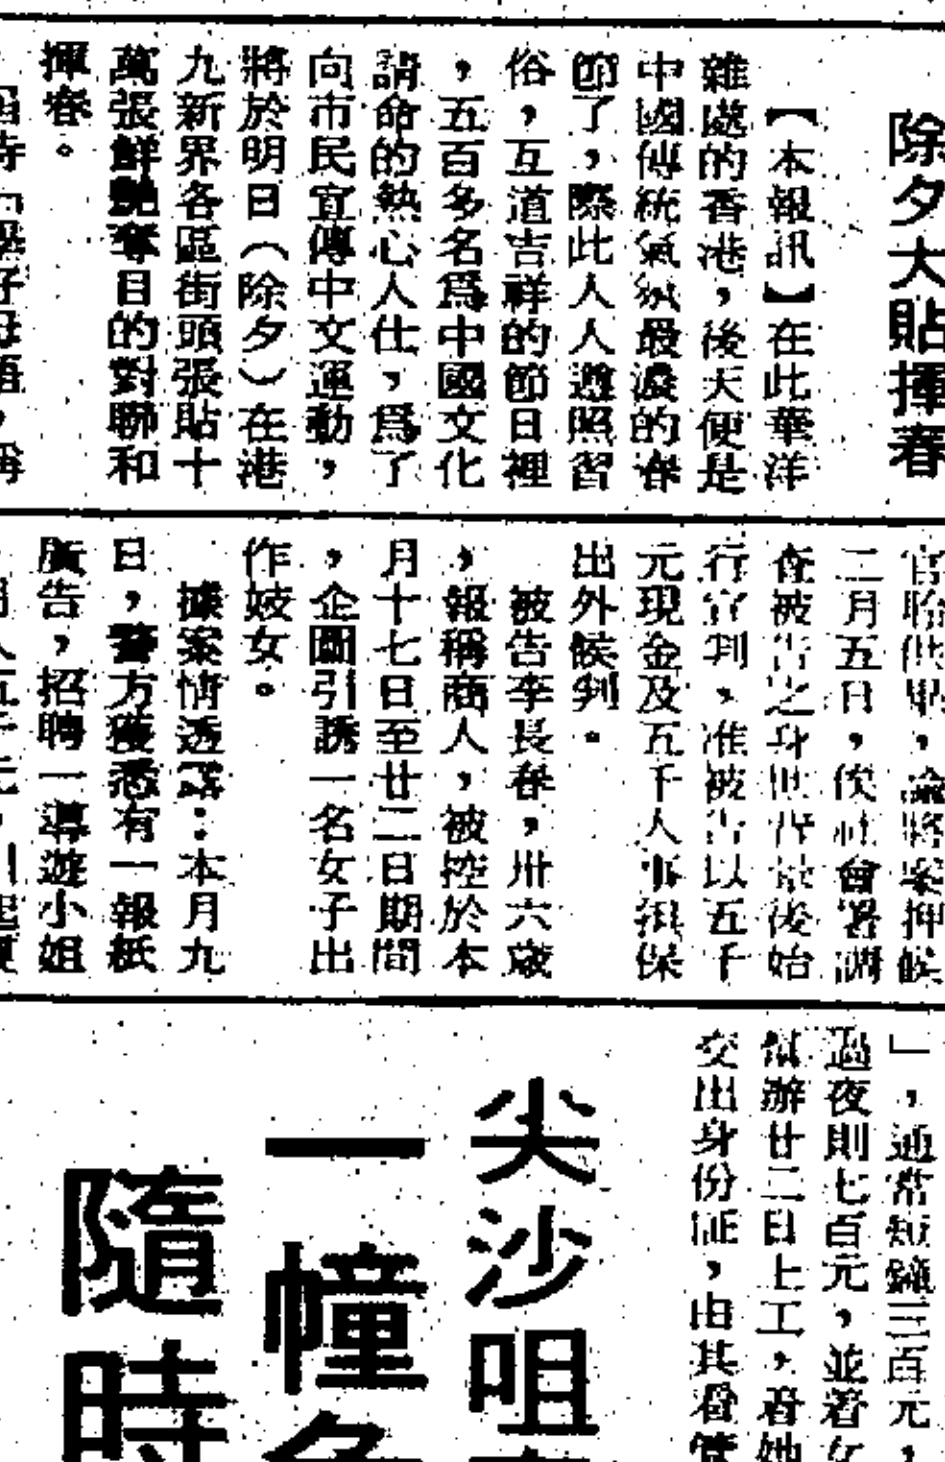 除夕大貼揮春
【本報訊】在此華洋
雜處的香港，後天便是
中國傳統氣氛最濃的春
節了，際此人人遵照習
俗，互道吉祥的節日裡
，五百多名爲中國文化
請命的熱心人仕，爲了
向市民宣傳中文運動，
將於明日（除夕）在港
九新界各區街頭張貼十
萬張鮮艷奪目的對聯和
揮春。
案押候
二月五日，俟社會署調
查被告之身世背景後始
行官判，准被告以五千
元現金及五千人事担保
出外候判。
被告李長春，卅六歲
，報稱商人，被控於本
月十七日至廿二日期間
，企圖引誘一名女子出
作妓女。
據案情透露：本月九
日，警方獲悉有一報紙
廣告，招聘一導遊小姐
」，通常短鐘三百元，
過夜則七百元，並着女
幫辦廿二日上工，着她
交出身份証，由其看管
尖沙咀
一幢
隨時